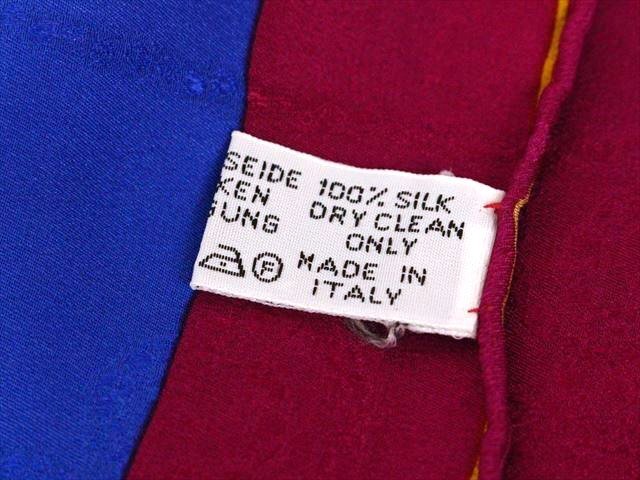 SEIDE 100% SILK
KEN DRY CLEAN
GUNG ONLY
Ⓟ MADE IN
ITALY